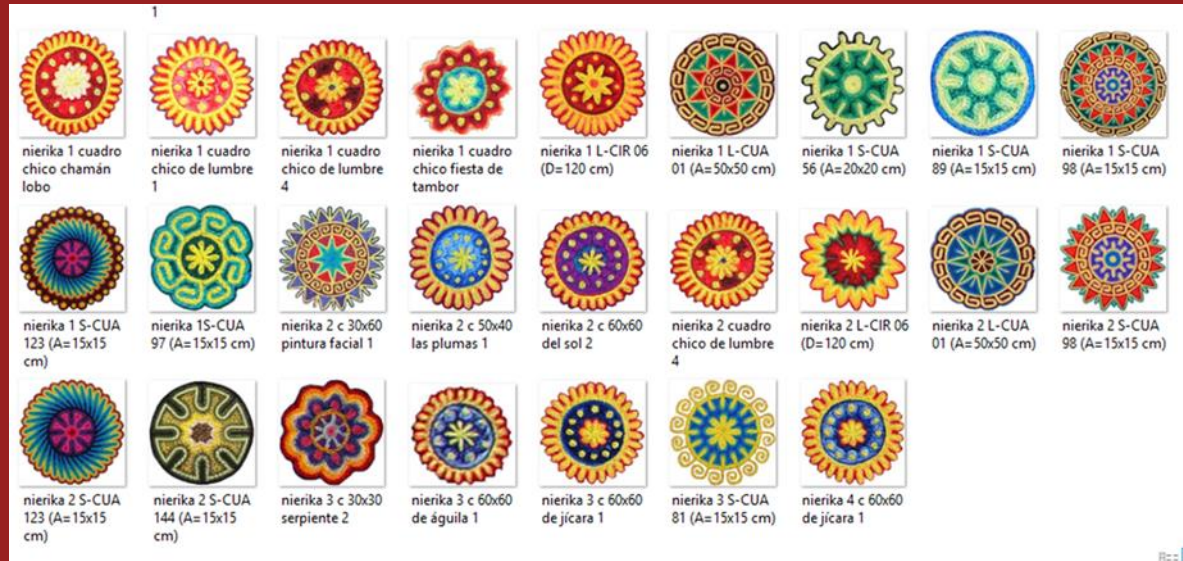 1
nierika 1 cuadro
chico chamán
lobo
nierika 1 cuadro
chico de lumbre
1
nierika 1 cuadro
chico de lumbre
4
nierika 1 cuadro
chico fiesta de
tambor
nierika 1 L-CIR 06
(D=120 cm)
nierika 1 L-CUA
01 (A=50x50 cm)
nierika 1 S-CUA
56 (A=20x20 cm)
nierika 1 S-CUA
89 (A=15x15 cm)
nierika 1 S-CUA
98 (A=15x15 cm)
nierika 1 S-CUA
123 (A=15x15
cm)
nierika 1S-CUA
97 (A=15x15 cm)
nierika 2 c 30x60
pintura facial 1
nierika 2 c 50x40
las plumas 1
nierika 2 c 60x60
del sol 2
nierika 2 cuadro
chico de lumbre
4
nierika 2 L-CIR 06
(D=120 cm)
nierika 2 L-CUA
01 (A=50x50 cm)
nierika 2 S-CUA
98 (A=15x15 cm)
nierika 2 S-CUA
123 (A=15x15
cm)
nierika 2 S-CUA
144 (A=15x15
cm)
nierika 3 c 30x30
serpiente 2
nierika 3 c 60x60
de águila 1
nierika 3 c 60x60
de jícara 1
nierika 3 S-CUA
81 (A=15x15 cm)
nierika 4 c 60x60
de jícara 1